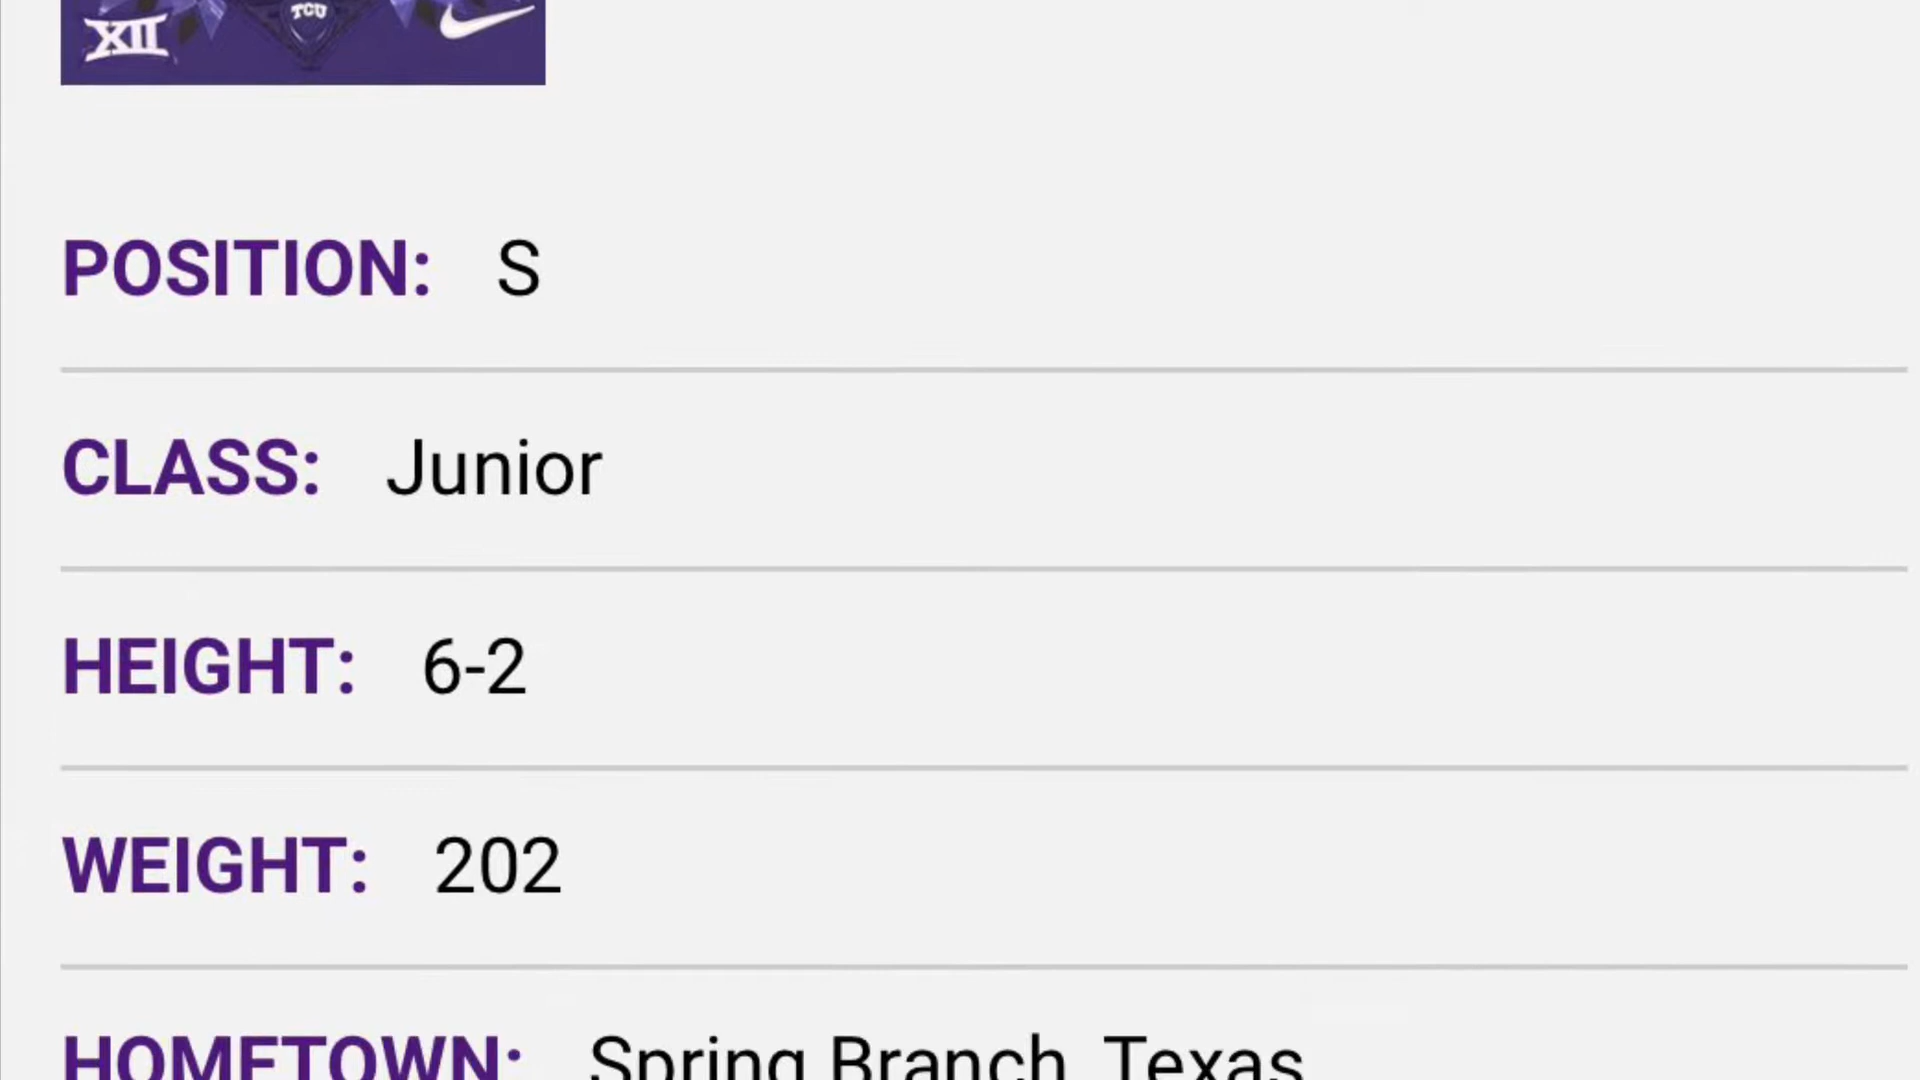 XII
TCU
POSITION: S
CLASS: Junior
HEIGHT: 6-2
WEIGHT: 202
HOMETOWN: Spring Branch, Texas